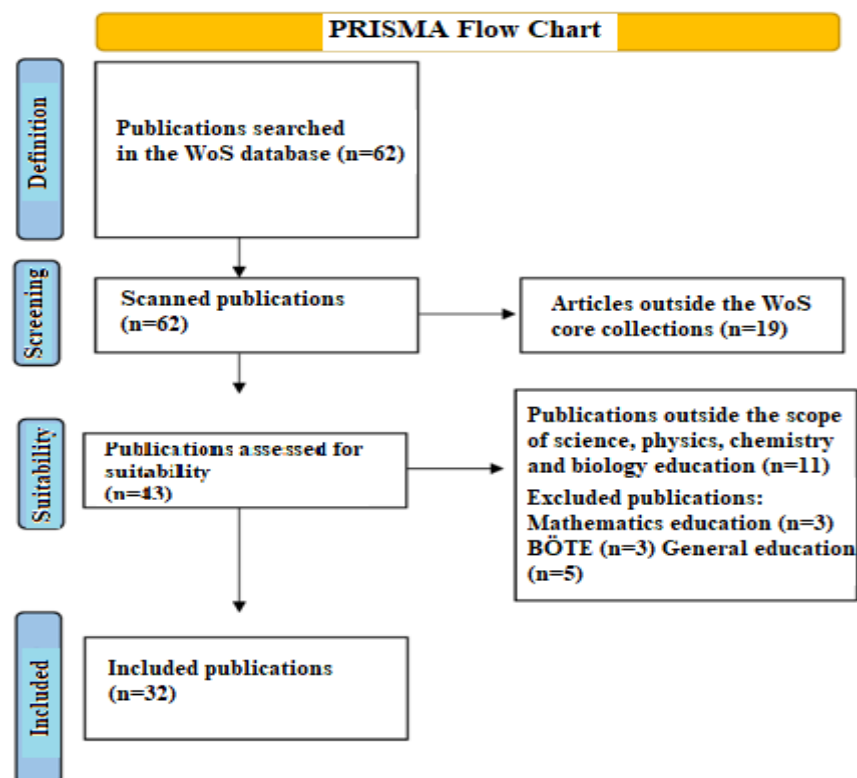 PRISMA Flow Chart
Definition
Publications searched
in the WoS database (n=62)
Screening
Scanned publications
(n=62)
Articles outside the WoS
core collections (n=19)
Suitability
Publications assessed for
suitability
(n=43)
Publications outside the scope
of science, physics, chemistry
and biology education (n=11)
Excluded publications:
Mathematics education (n=3)
BÖTE (n=3) General education
(n=5)
Included
Included publications
(n=32)